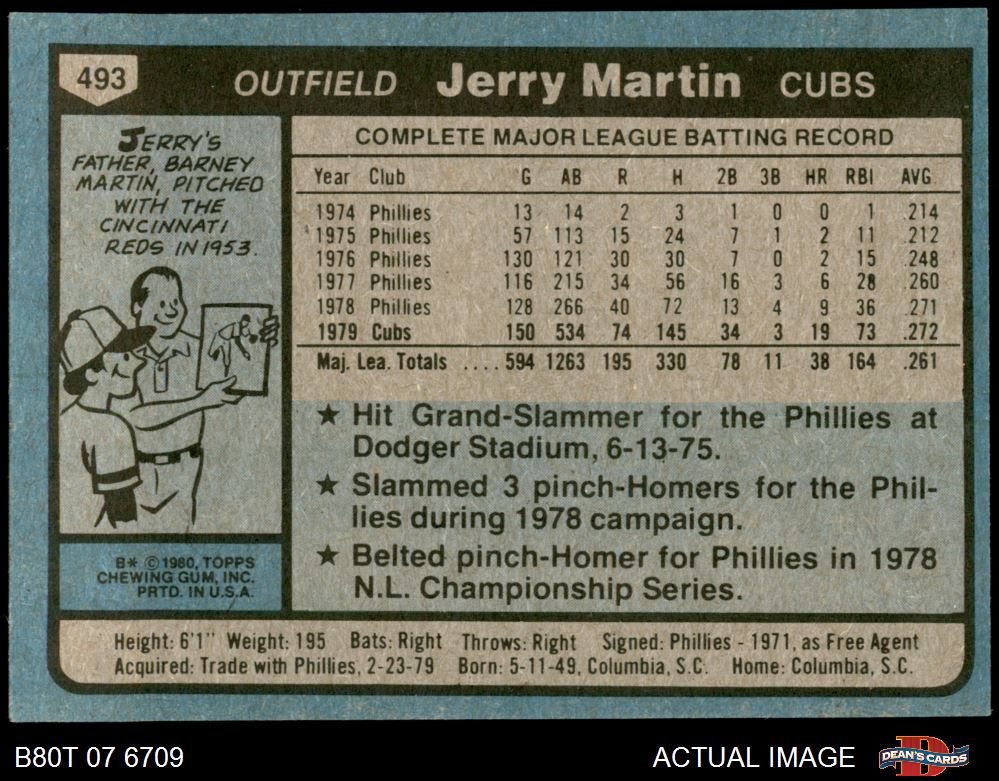 493 OUTFIELD Jerry Martin CUBS
JERRY'S
FATHER, BARNEY
MARTIN, PITCHED
WITH THE
CINCINNATI
REDS IN 1953.
B* ©1980, TOPPS
CHEWING GUM, INC.
PRTD. IN U.S.A.
COMPLETE MAJOR LEAGUE BATTING RECORD
Year Club G AB R H 2B 3B HR RBI AVG
1974 Phillies 13 14 2 3 1 0 0 1 .214
1975 Phillies 57 113 15 24 7 1 2 11 .212
1976 Phillies 130 121 30 30 7 0 2 15 .248
1977 Phillies 116 215 34 56 16 3 6 28 .260
1978 Phillies 128 266 40 72 13 4 9 36 .271
1979 Cubs 150 534 74 145 34 3 19 73 .272
Maj. Lea. Totals .... 594 1263 195 330 78 11 38 164 .261
★ Hit Grand-Slammer for the Phillies at
Dodger Stadium, 6-13-75.
★ Slammed 3 pinch-Homers for the Phil-
lies during 1978 campaign.
★ Belted pinch-Homer for Phillies in 1978
N.L. Championship Series.
Height: 6'1" Weight: 195 Bats: Right Throws: Right Signed: Phillies - 1971, as Free Agent
Acquired: Trade with Phillies, 2-23-79 Born: 5-11-49, Columbia, S.C. Home: Columbia, S.C.
B80T 07 6709 ACTUAL IMAGE DEAN'S CARDS